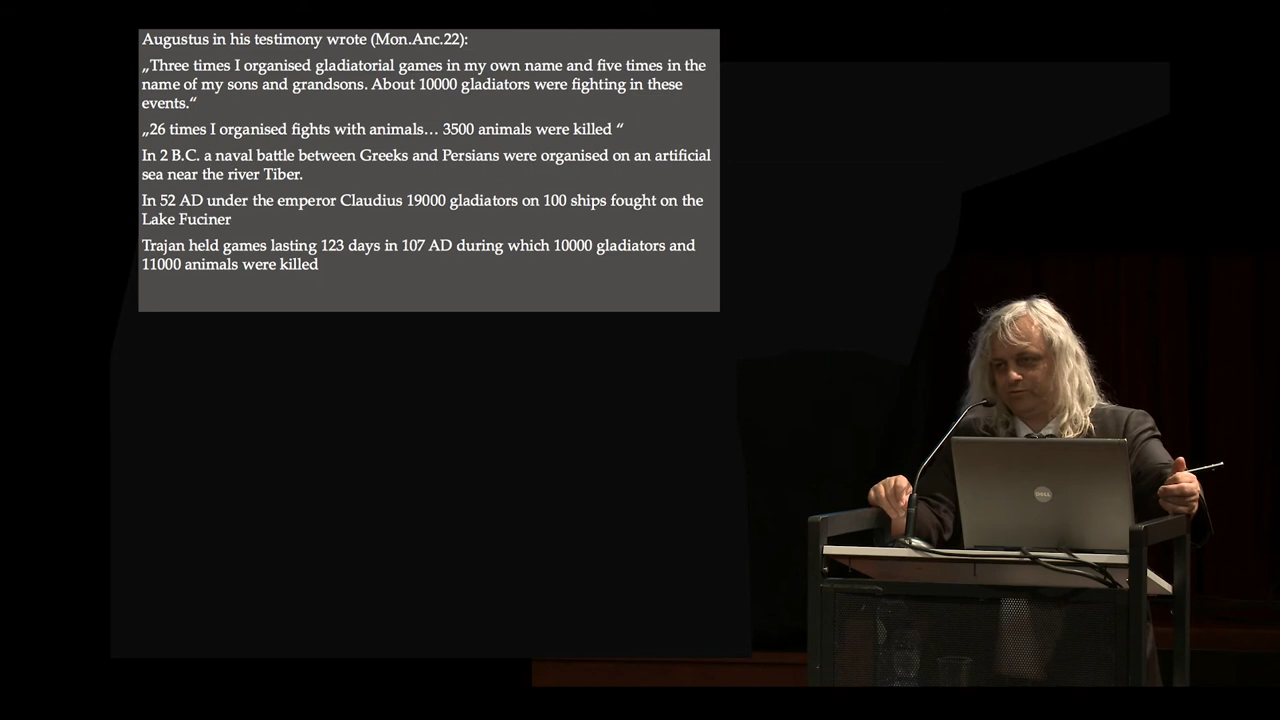 Augustus in his testimony wrote (Mon.Anc.22):
„Three times I organised gladiatorial games in my own name and five times in the
name of my sons and grandsons. About 10000 gladiators were fighting in these
events.“
„26 times I organised fights with animals… 3500 animals were killed “
In 2 B.C. a naval battle between Greeks and Persians were organised on an artificial
sea near the river Tiber.
In 52 AD under the emperor Claudius 19000 gladiators on 100 ships fought on the
Lake Fuciner
Trajan held games lasting 123 days in 107 AD during which 10000 gladiators and
11000 animals were killed
DELL